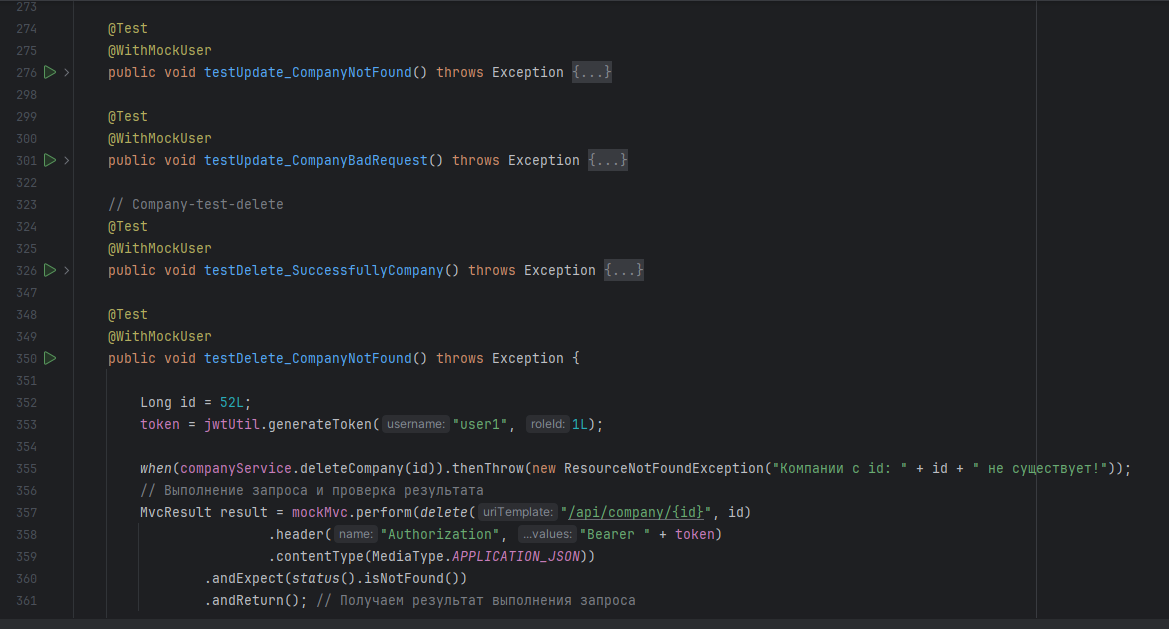 273
274 @Test
275 @WithMockUser
276 public void testUpdate_CompanyNotFound() throws Exception {...}
298
299 @Test
300 @WithMockUser
301 public void testUpdate_CompanyBadRequest() throws Exception {...}
322
323 // Company-test-delete
324 @Test
325 @WithMockUser
326 public void testDelete_SuccessfullyCompany() throws Exception {...}
347
348 @Test
349 @WithMockUser
350 public void testDelete_CompanyNotFound() throws Exception {
351
352 Long id = 52L;
353 token = jwtUtil.generateToken( username: "user1", roleId: 1L);
354
355 when(companyService.deleteCompany(id)).thenThrow(new ResourceNotFoundException("Компании с id: " + id + " не существует!"));
356 // Выполнение запроса и проверка результата
357 MvcResult result = mockMvc.perform(delete( uriTemplate: "/api/company/{id}", id)
358 .header( name: "Authorization", ...values: "Bearer " + token)
359 .contentType(MediaType.APPLICATION_JSON))
360 .andExpect(status().isNotFound())
361 .andReturn(); // Получаем результат выполнения запроса